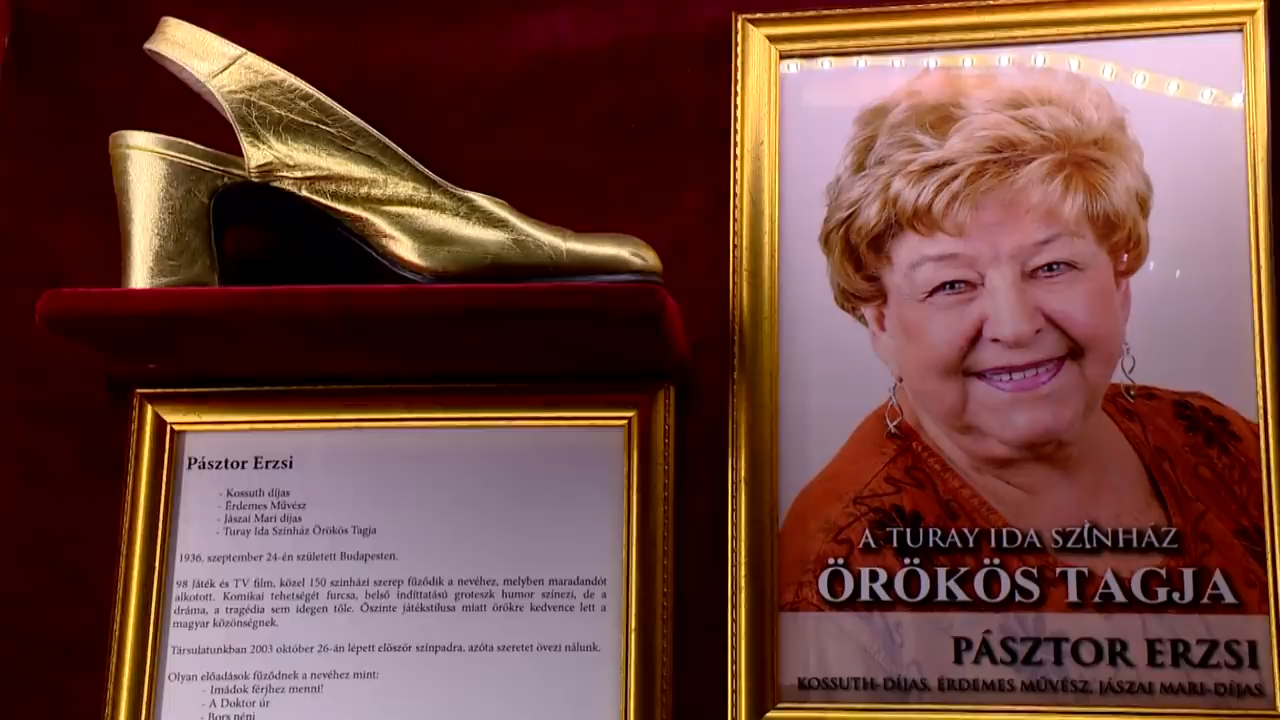 Pásztor Erzsi
- Kossuth díjas
- Érdemes Művész
- Jászai Mari díjas
- Turay Ida Színház Örökös Tagja
1936. szeptember 24-én született Budapesten.
98 Játék és TV film, közel 150 színházi szerep fűződik a nevéhez, melyben maradandót
alkotott. Komikai tehetségét furcsa, belső indíttatású groteszk humor színezi, de a
dráma, a tragédia sem idegen tőle. Őszinte játékstílusa miatt örökre kedvence lett a
magyar közönségnek.
Társulatunkban 2003 október 26-án lépett először színpadra, azóta szeretet övezi nálunk.
Olyan előadások fűződnek a nevéhez mint:
- Imádok férjhez menni!
- A Doktor úr
- Bors néni
A TURAY IDA SZÍNHÁZ
ÖRÖKÖS TAGJA
PÁSZTOR ERZSI
KOSSUTH-DÍJAS, ÉRDEMES MŰVÉSZ, JÁSZAI MARI-DÍJAS